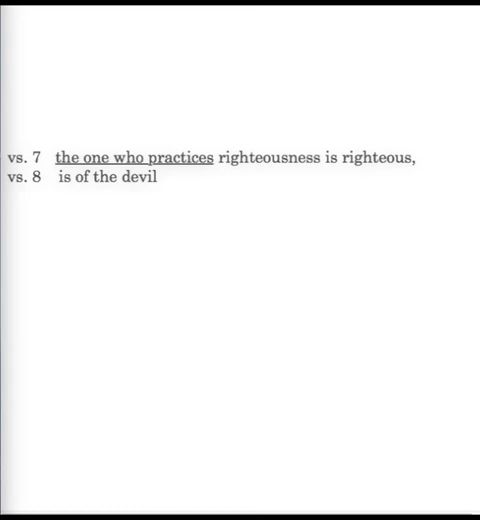 vs. 7 the one who practices righteousness is righteous,
vs. 8 is of the devil